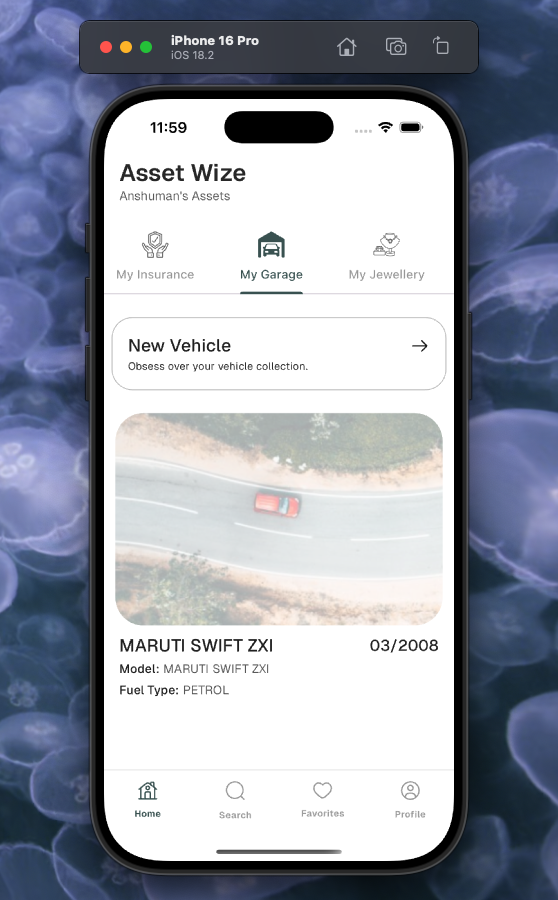 iPhone 16 Pro
iOS 18.2
11:59
Asset Wize
Anshuman's Assets
My Insurance My Garage My Jewellery
New Vehicle
Obsess over your vehicle collection.
MARUTI SWIFT ZXI 03/2008
Model: MARUTI SWIFT ZXI
Fuel Type: PETROL
Home Search Favorites Profile